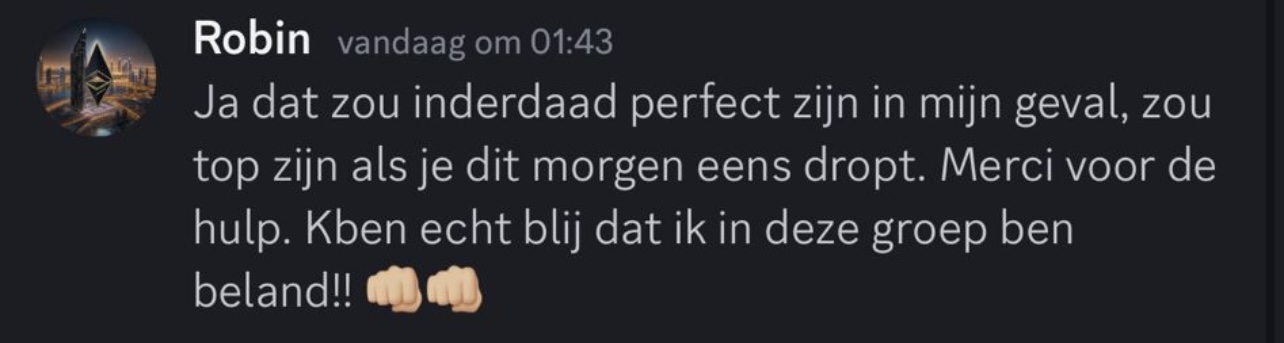 Robin vandaag om 01:43
Ja dat zou inderdaad perfect zijn in mijn geval, zou
top zijn als je dit morgen eens dropt. Merci voor de
hulp. Kben echt blij dat ik in deze groep ben
beland!! 👊🏼👊🏼